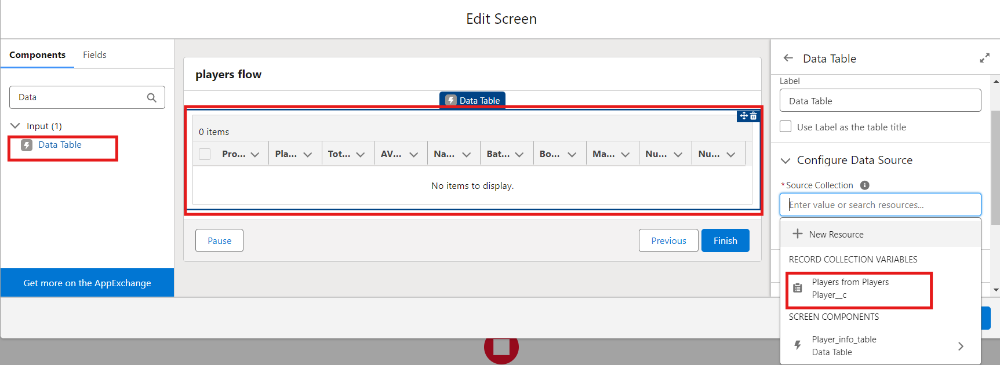 Edit Screen
Components
Fields
Data
Input (1)
Data Table
Get more on the AppExchange
players flow
Data Table
0 items
Pro... Pla... Tot... AV... Na... Bat... Bo... Ma... Nu... Nu...
No items to display.
Pause
Previous
Finish
Data Table
Label
Data Table
Use Label as the table title
Configure Data Source
*Source Collection
Enter value or search resources...
New Resource
RECORD COLLECTION VARIABLES
Players from Players
Player__c
SCREEN COMPONENTS
Player_info_table
Data Table